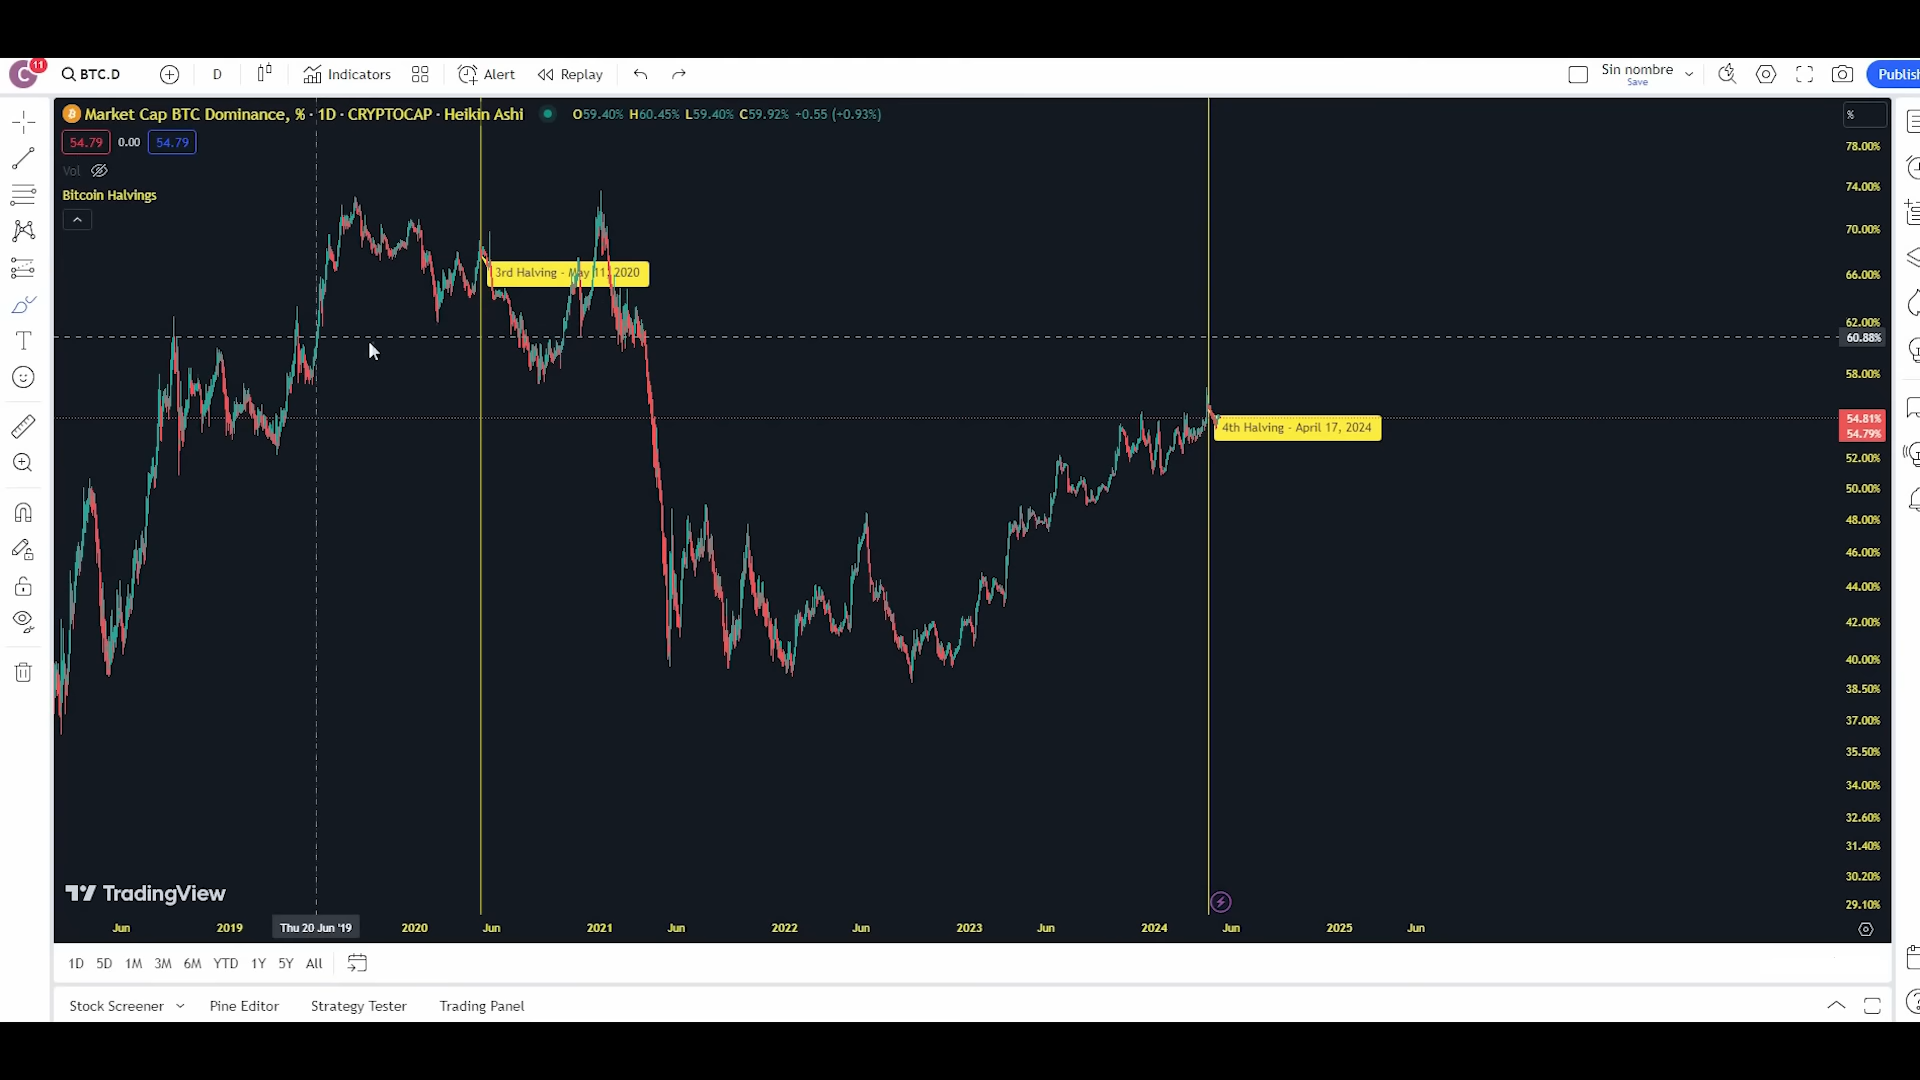 C 11 BTC.D D Indicators Alert Replay Sin nombre Save Publish
Market Cap BTC Dominance, % · 1D · CRYPTOCAP · Heikin Ashi O59.40% H60.45% L59.40% C59.92% +0.55 (+0.93%)
%
54.79 0.00 54.79
78.00%
Vol
74.00%
Bitcoin Halvings
70.00%
3rd Halving - May 11, 2020
66.00%
62.00%
60.88%
58.00%
54.81%
4th Halving - April 17, 2024
54.79%
52.00%
50.00%
48.00%
46.00%
44.00%
42.00%
40.00%
38.50%
37.00%
35.50%
34.00%
32.60%
31.40%
30.20%
TradingView
29.10%
Jun 2019 Thu 20 Jun '19 2020 Jun 2021 Jun 2022 Jun 2023 Jun 2024 Jun 2025 Jun
1D 5D 1M 3M 6M YTD 1Y 5Y All
Stock Screener Pine Editor Strategy Tester Trading Panel